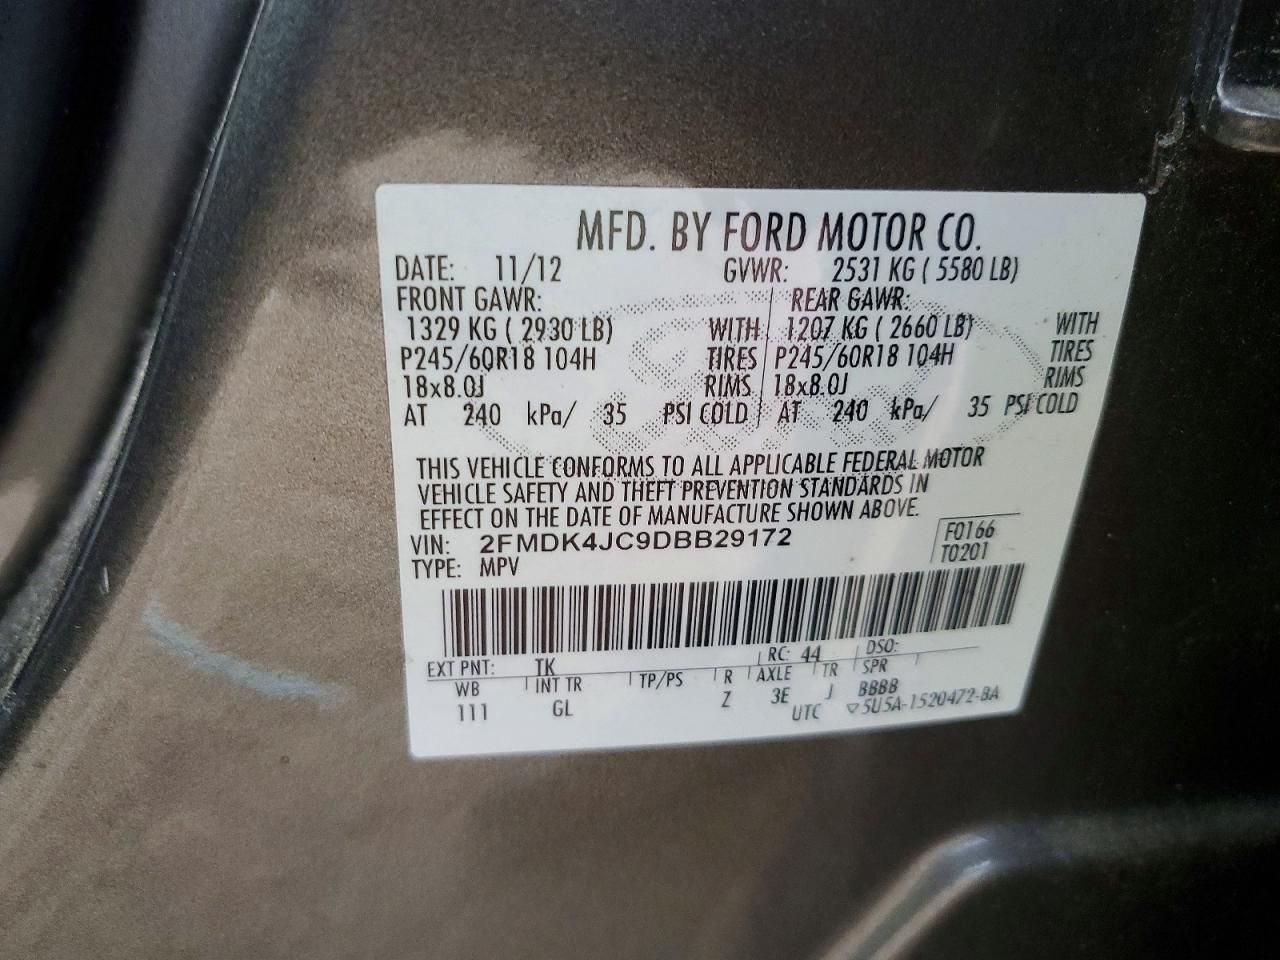 MFD. BY FORD MOTOR CO.
DATE: 11/12 GVWR: 2531 KG ( 5580 LB)
FRONT GAWR: REAR GAWR:
1329 KG ( 2930 LB) WITH 1207 KG ( 2660 LB) WITH
P245/60R18 104H TIRES P245/60R18 104H TIRES
18x8.0J RIMS 18x8.0J RIMS
AT 240 kPa/ 35 PSI COLD AT 240 kPa/ 35 PSI COLD
THIS VEHICLE CONFORMS TO ALL APPLICABLE FEDERAL MOTOR
VEHICLE SAFETY AND THEFT PREVENTION STANDARDS IN
EFFECT ON THE DATE OF MANUFACTURE SHOWN ABOVE.
VIN: 2FMDK4JC9DBB29172 F0166
TYPE: MPV T0201
EXT PNT: TK RC: 44 DSO:
WB INT TR TP/PS R AXLE TR SPR
111 GL Z 3E J BBBB
UTC ▽5U5A-1520472-BA